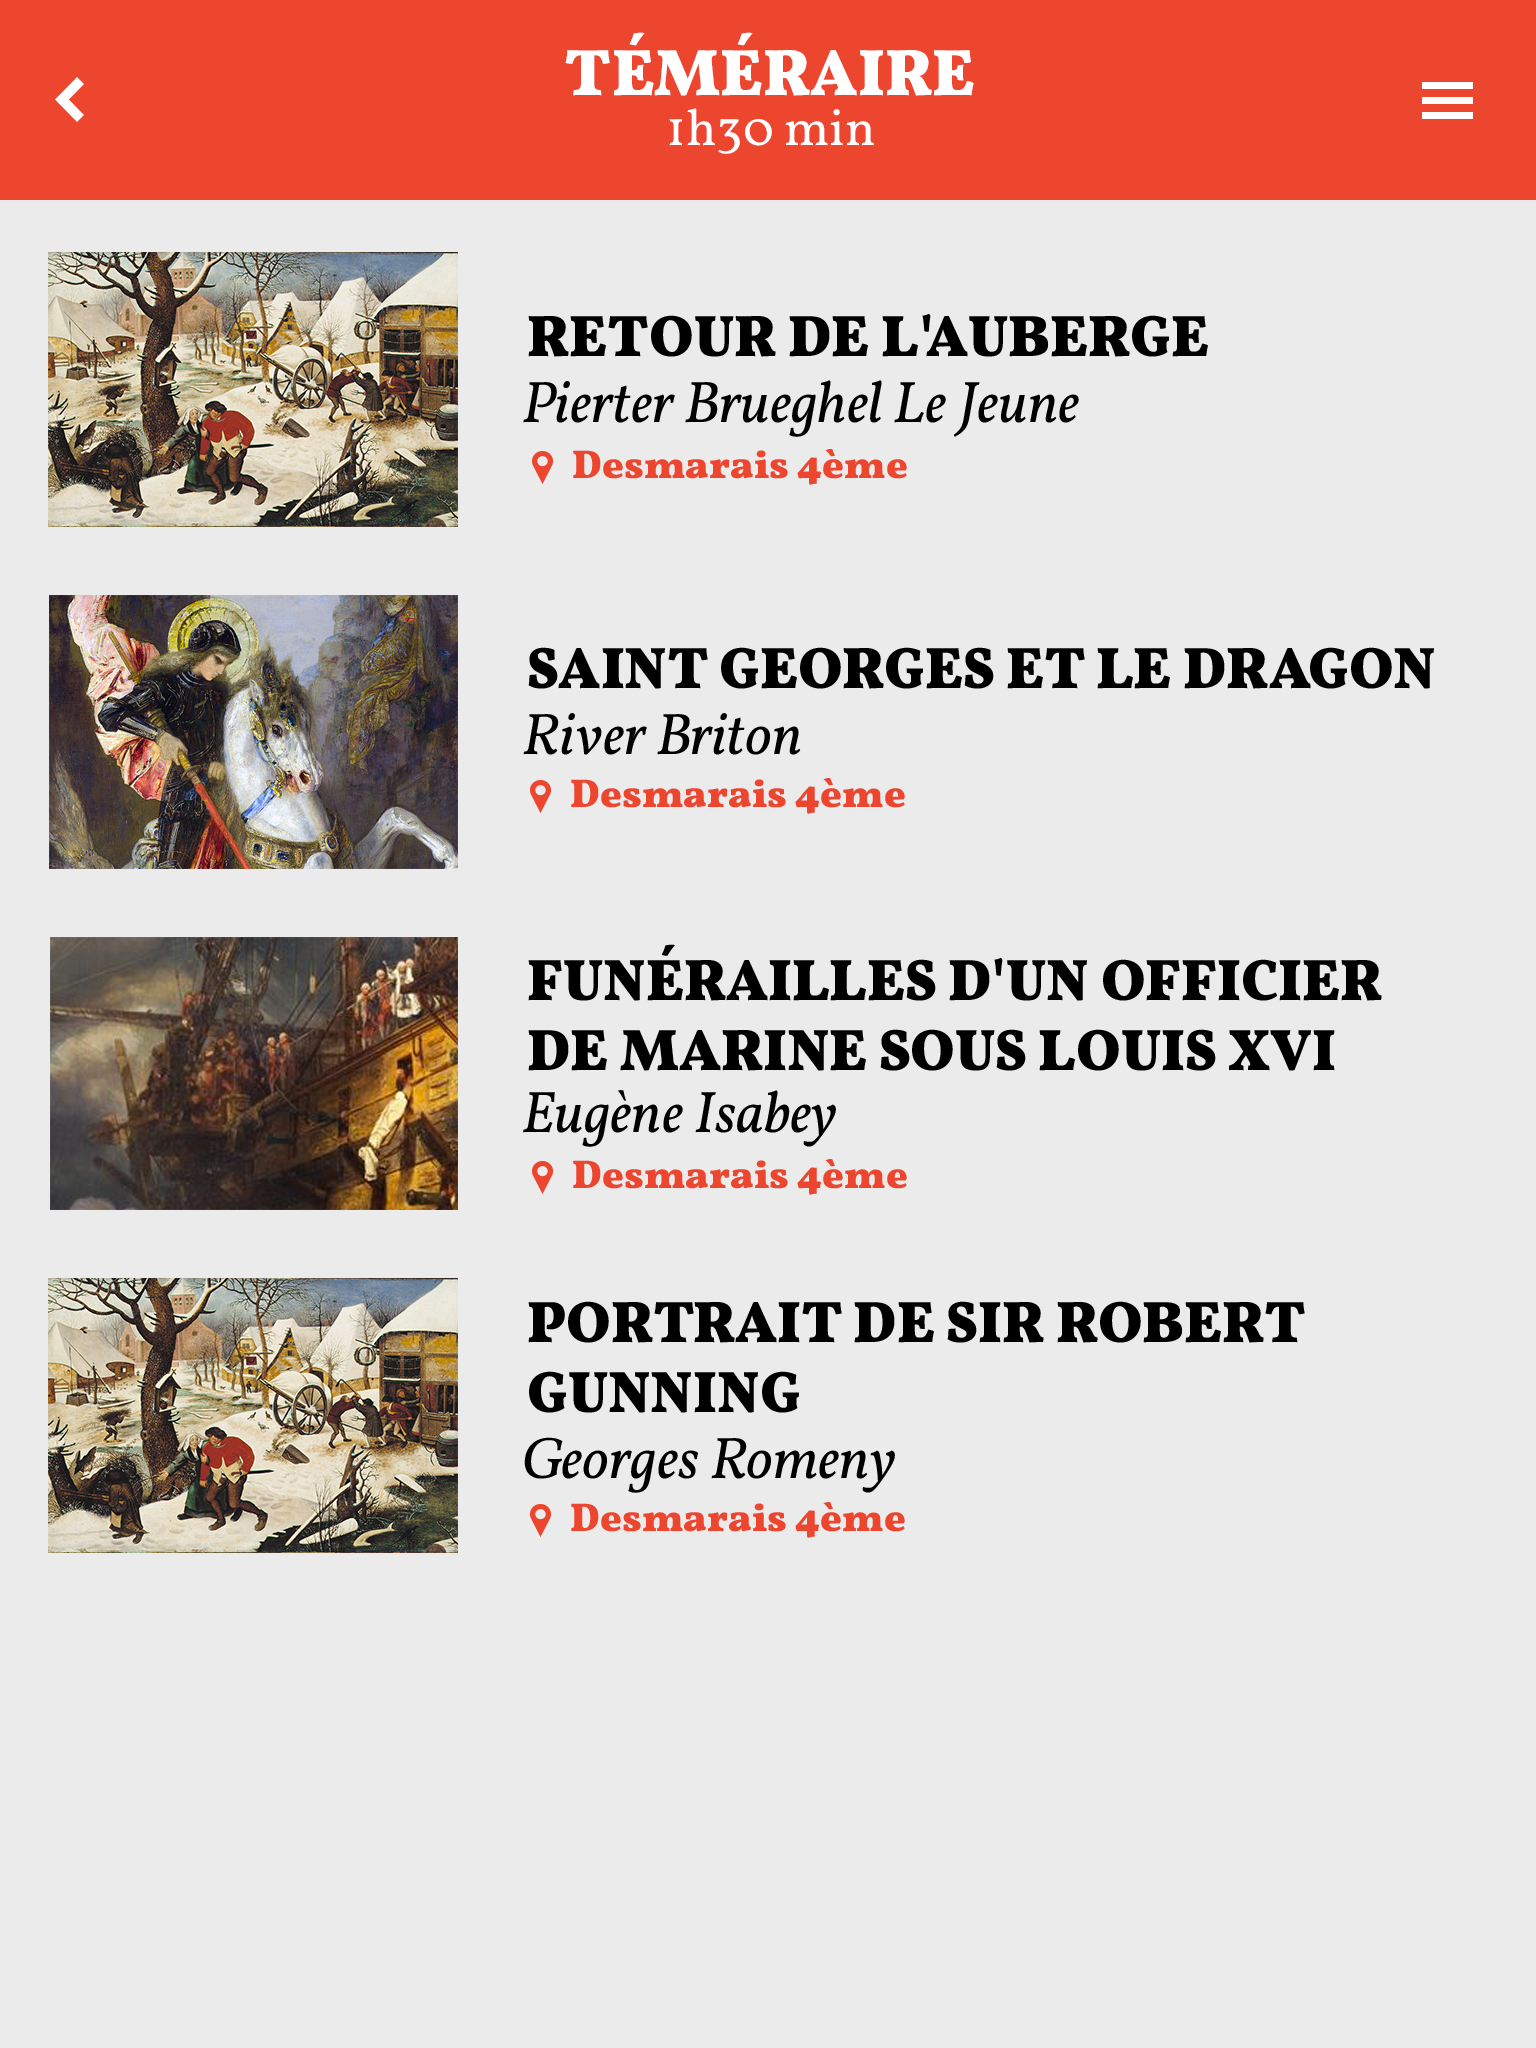 TÉMÉRAIRE
1h30 min
RETOUR DE L'AUBERGE
Pierter Brueghel Le Jeune
Desmarais 4ème
SAINT GEORGES ET LE DRAGON
River Briton
Desmarais 4ème
FUNÉRAILLES D'UN OFFICIER
DE MARINE SOUS LOUIS XVI
Eugène Isabey
Desmarais 4ème
PORTRAIT DE SIR ROBERT
GUNNING
Georges Romeny
Desmarais 4ème